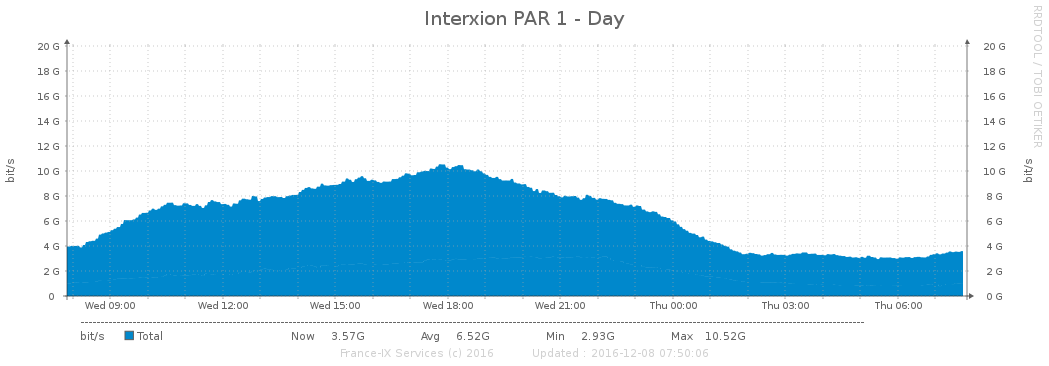 Interxion PAR 1 - Day
RRDTOOL / TOBI OETIKER
20 G 20 G
18 G 18 G
16 G 16 G
14 G 14 G
12 G 12 G
10 G 10 G
8 G 8 G
6 G 6 G
4 G 4 G
2 G 2 G
0 0 G
bit/s bit/s
Wed 09:00 Wed 12:00 Wed 15:00 Wed 18:00 Wed 21:00 Thu 00:00 Thu 03:00 Thu 06:00
bit/s Total Now 3.57G Avg 6.52G Min 2.93G Max 10.52G
France-IX Services (c) 2016 Updated : 2016-12-08 07:50:06